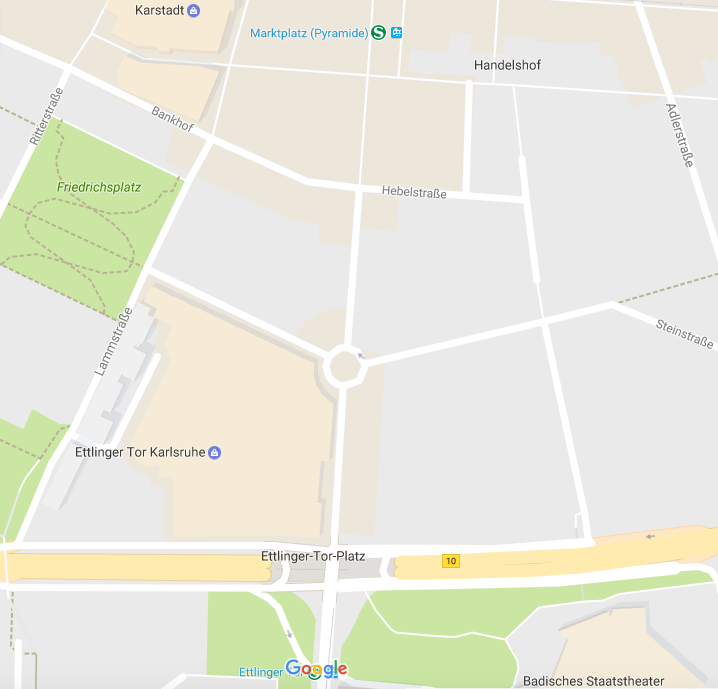 Karstadt
Marktplatz (Pyramide) S
Handelshof
Ritterstraße
Bankhof
Adlerstraße
Friedrichsplatz
Hebelstraße
Lammstraße
Steinstraße
Ettlinger Tor Karlsruhe
Ettlinger-Tor-Platz
10
Ettlinger
Google
Badisches Staatstheater